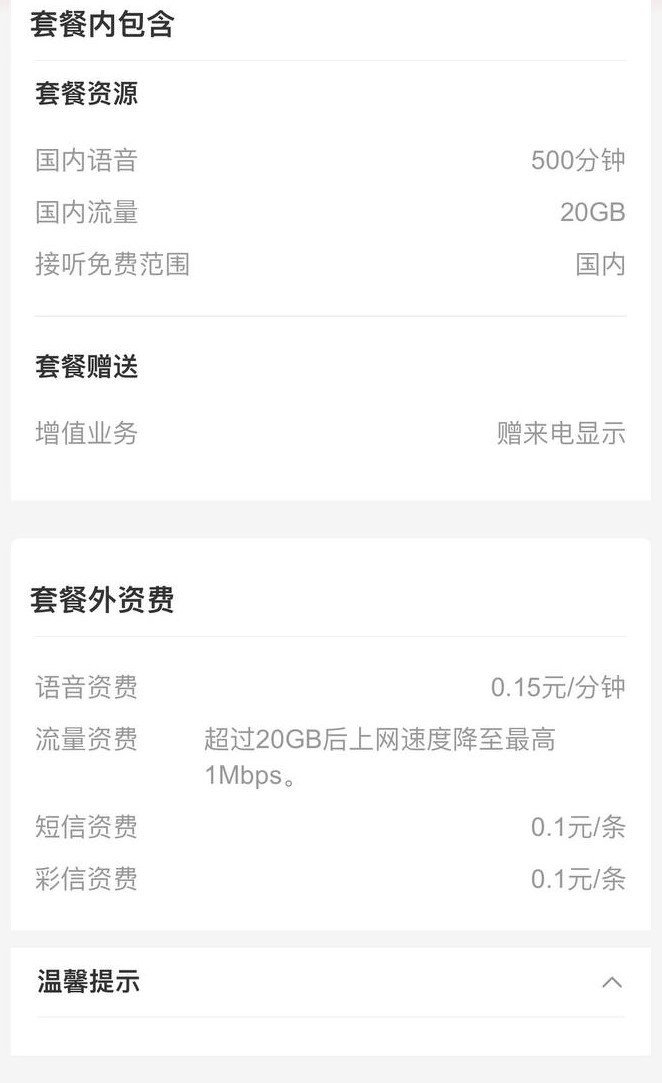 套餐内包含
套餐资源
国内语音 500分钟
国内流量 20GB
接听免费范围 国内
套餐赠送
增值业务 赠来电显示
套餐外资费
语音资费 0.15元/分钟
流量资费 超过20GB后上网速度降至最高
1Mbps。
短信资费 0.1元/条
彩信资费 0.1元/条
温馨提示